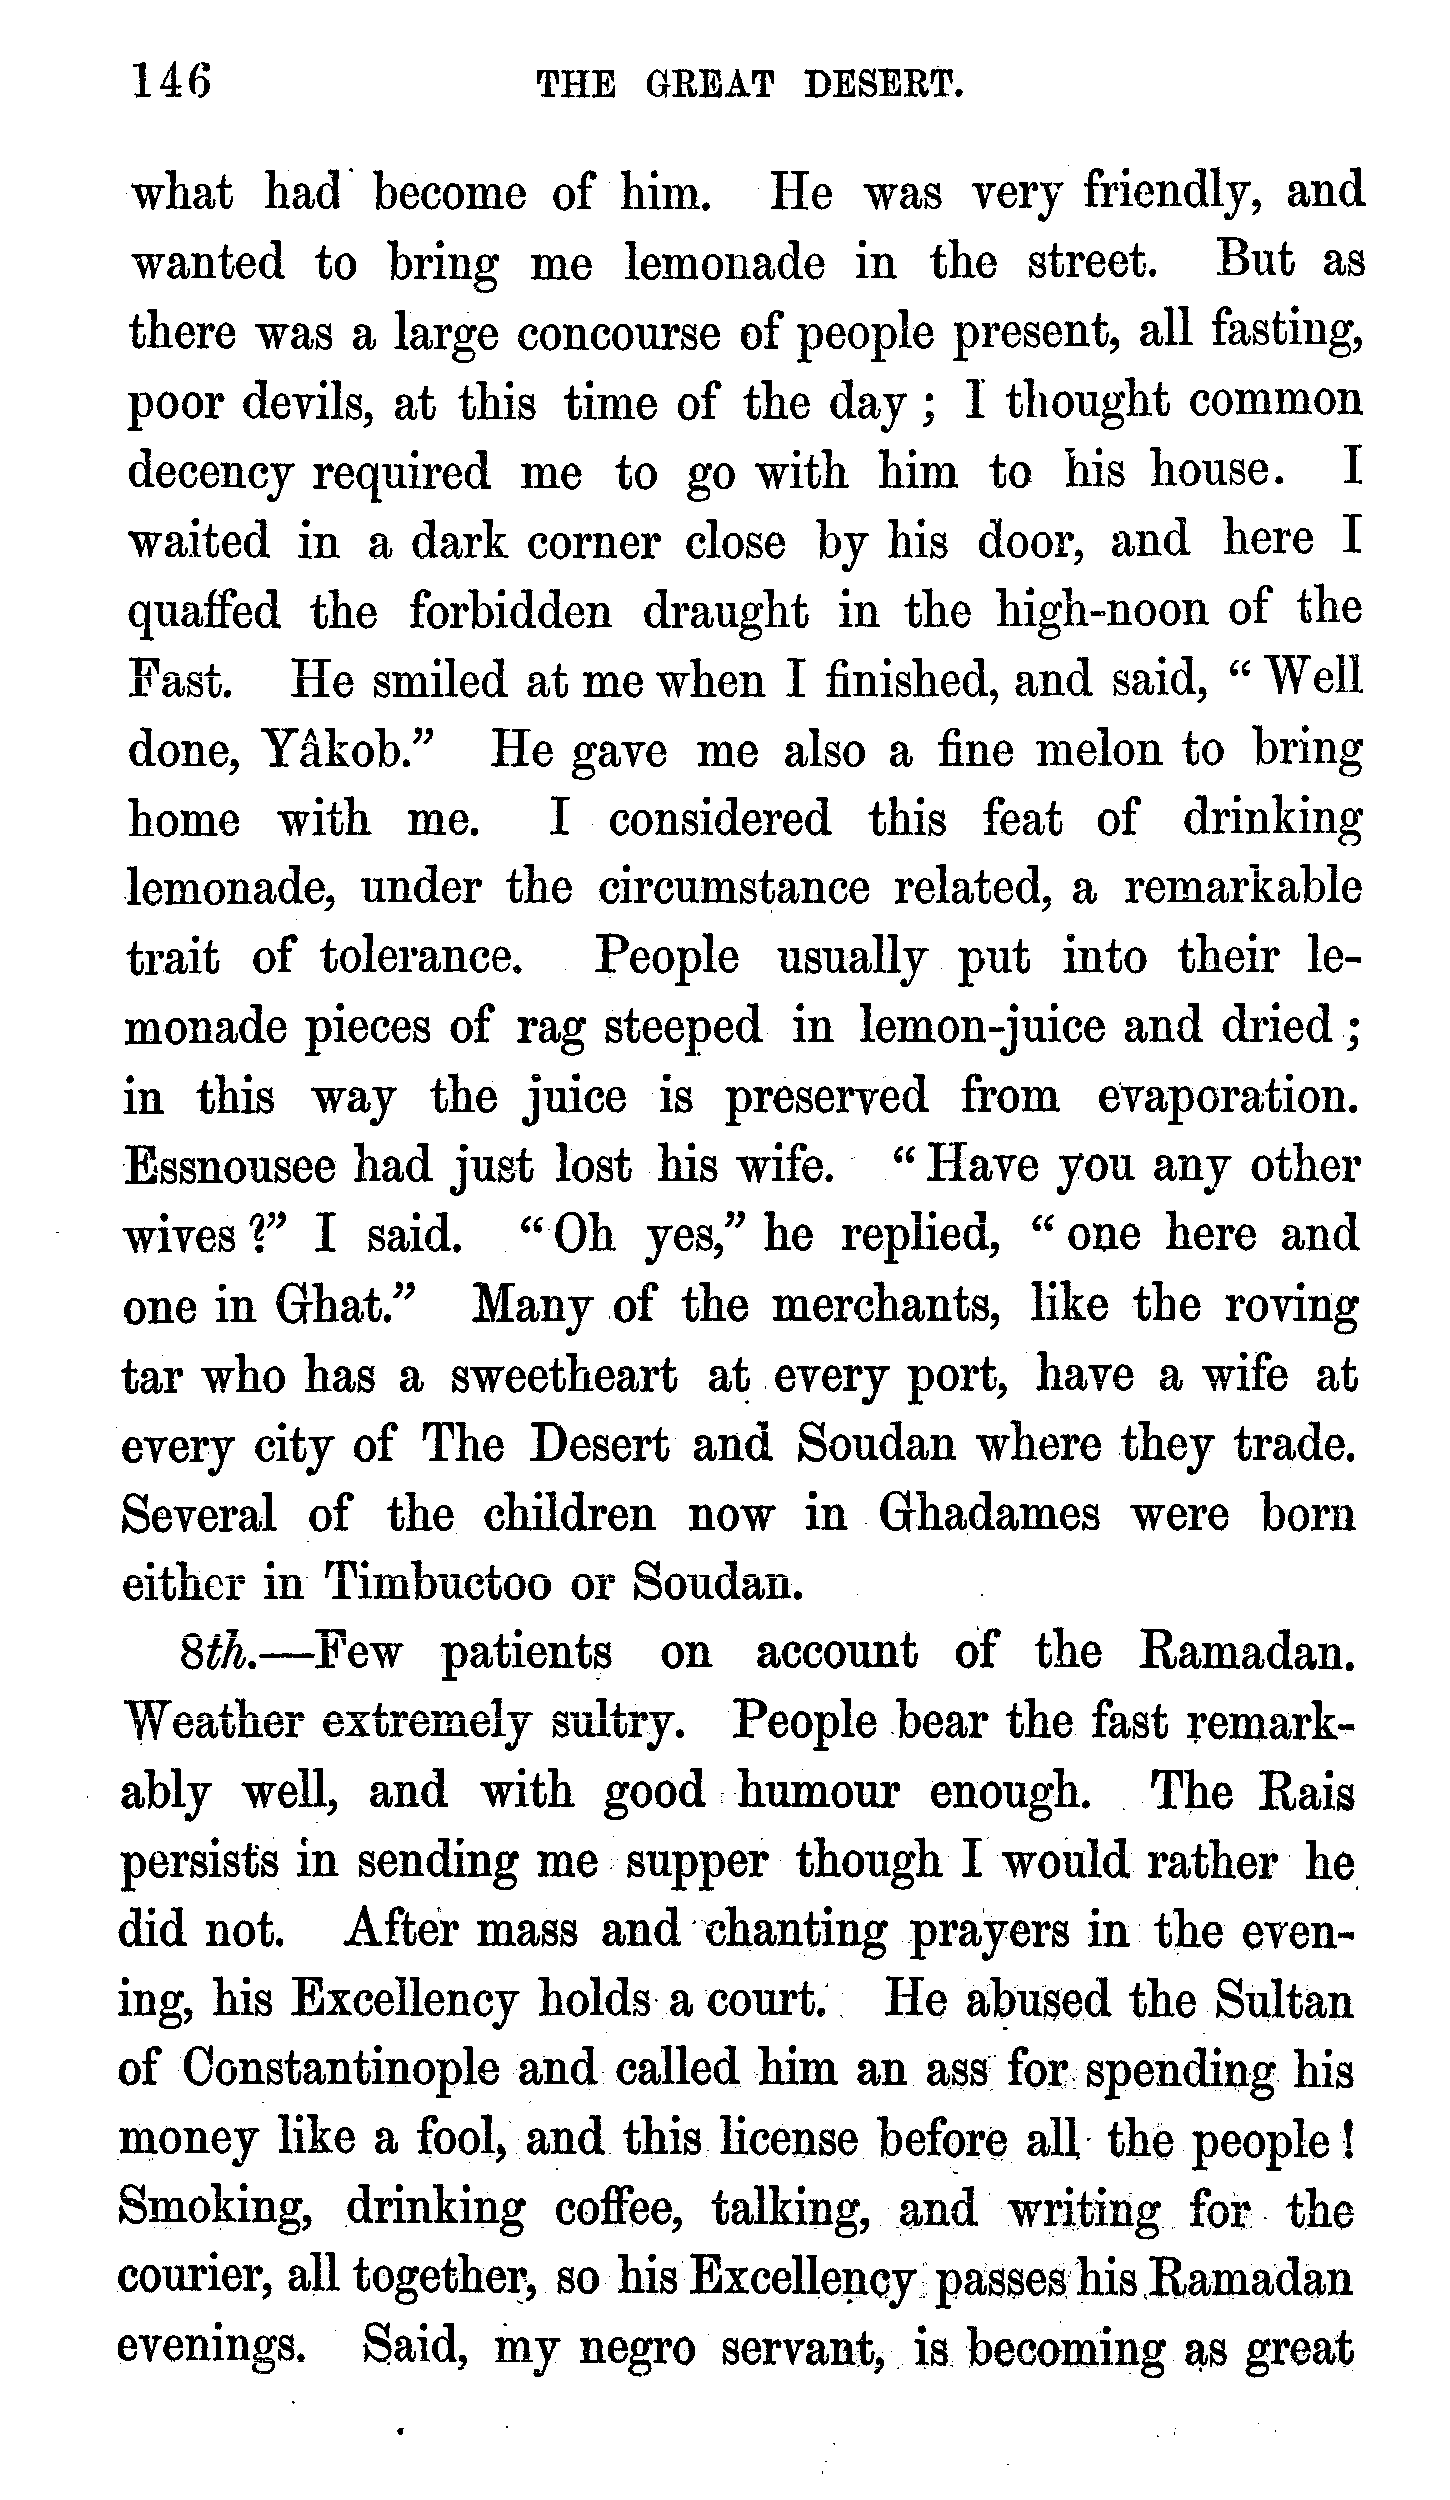 146 THE GREAT DESERT.
what had become of him. He was very friendly, and
wanted to bring me lemonade in the street. But as
there was a large concourse of people present, all fasting,
poor devils, at this time of the day ; I thought common
decency required me to go with him to his house. I
waited in a dark corner close by his door, and here I
quaffed the forbidden draught in the high-noon of the
Fast. He smiled at me when I finished, and said, “ Well
done, Yâkob.” He gave me also a fine melon to bring
home with me. I considered this feat of drinking
lemonade, under the circumstance related, a remarkable
trait of tolerance. People usually put into their le-
monade pieces of rag steeped in lemon-juice and dried ;
in this way the juice is preserved from evaporation.
Essnousee had just lost his wife. “ Have you any other
wives ?” I said. “ Oh yes,” he replied, “ one here and
one in Ghat.” Many of the merchants, like the roving
tar who has a sweetheart at every port, have a wife at
every city of The Desert and Soudan where they trade.
Several of the children now in Ghadames were born
either in Timbuctoo or Soudan.
8th.—Few patients on account of the Ramadan.
Weather extremely sultry. People bear the fast remark-
ably well, and with good humour enough. The Rais
persists in sending me supper though I would rather he
did not. After mass and chanting prayers in the even-
ing, his Excellency holds a court. He abused the Sultan
of Constantinople and called him an ass for spending his
money like a fool, and this license before all the people !
Smoking, drinking coffee, talking, and writing for the
courier, all together, so his Excellency passes his Ramadan
evenings. Said, my negro servant, is becoming as great